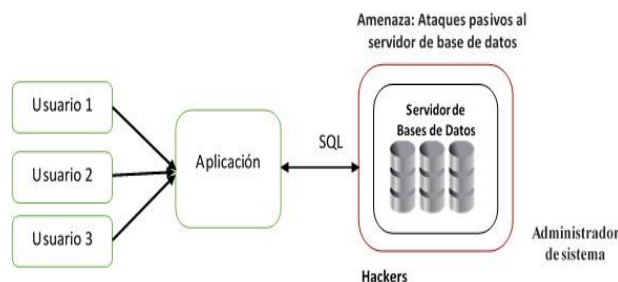 Amenaza: Ataques pasivos al
servidor de base de datos
Usuario 1
Usuario 2
Usuario 3
Aplicación
SQL
Servidor de
Bases de Datos
Administrador
de sistema
Hackers